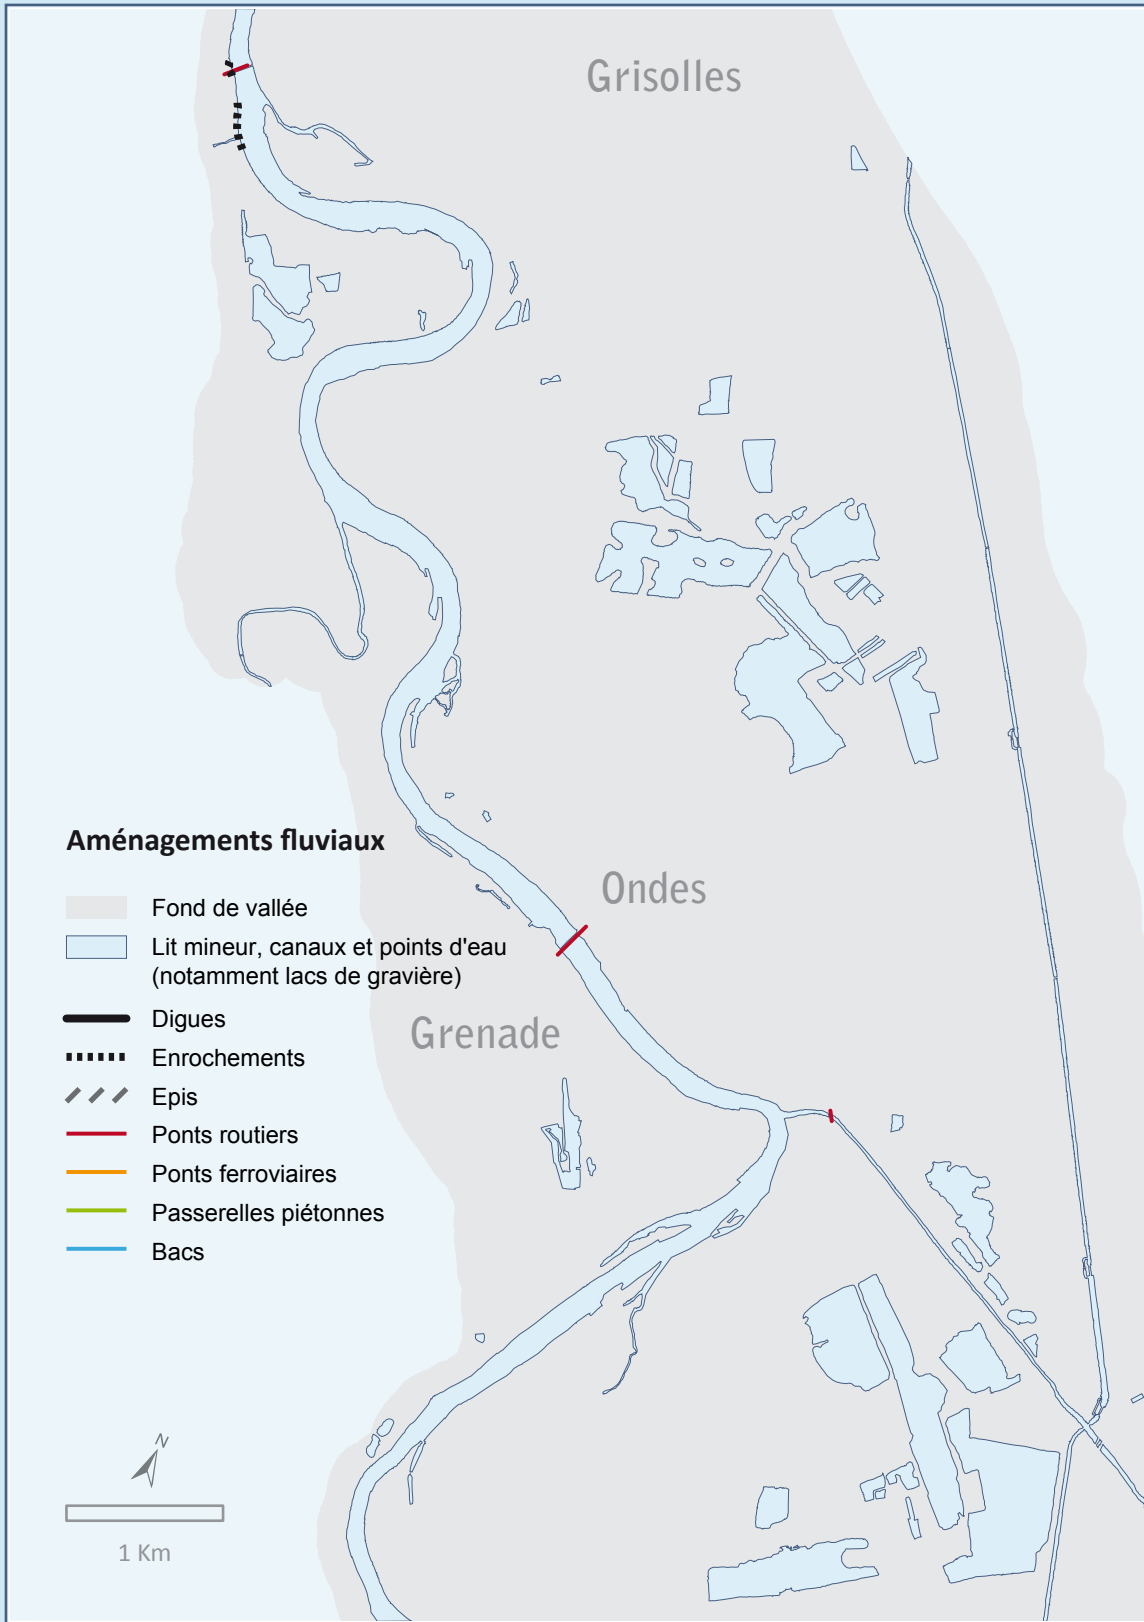 Grisolles
Aménagements fluviaux
Ondes
Fond de vallée
Lit mineur, canaux et points d'eau
(notamment lacs de gravière)
Grenade
Digues
Enrochements
Epis
Ponts routiers
Ponts ferroviaires
Passerelles piétonnes
Bacs
N
1 Km